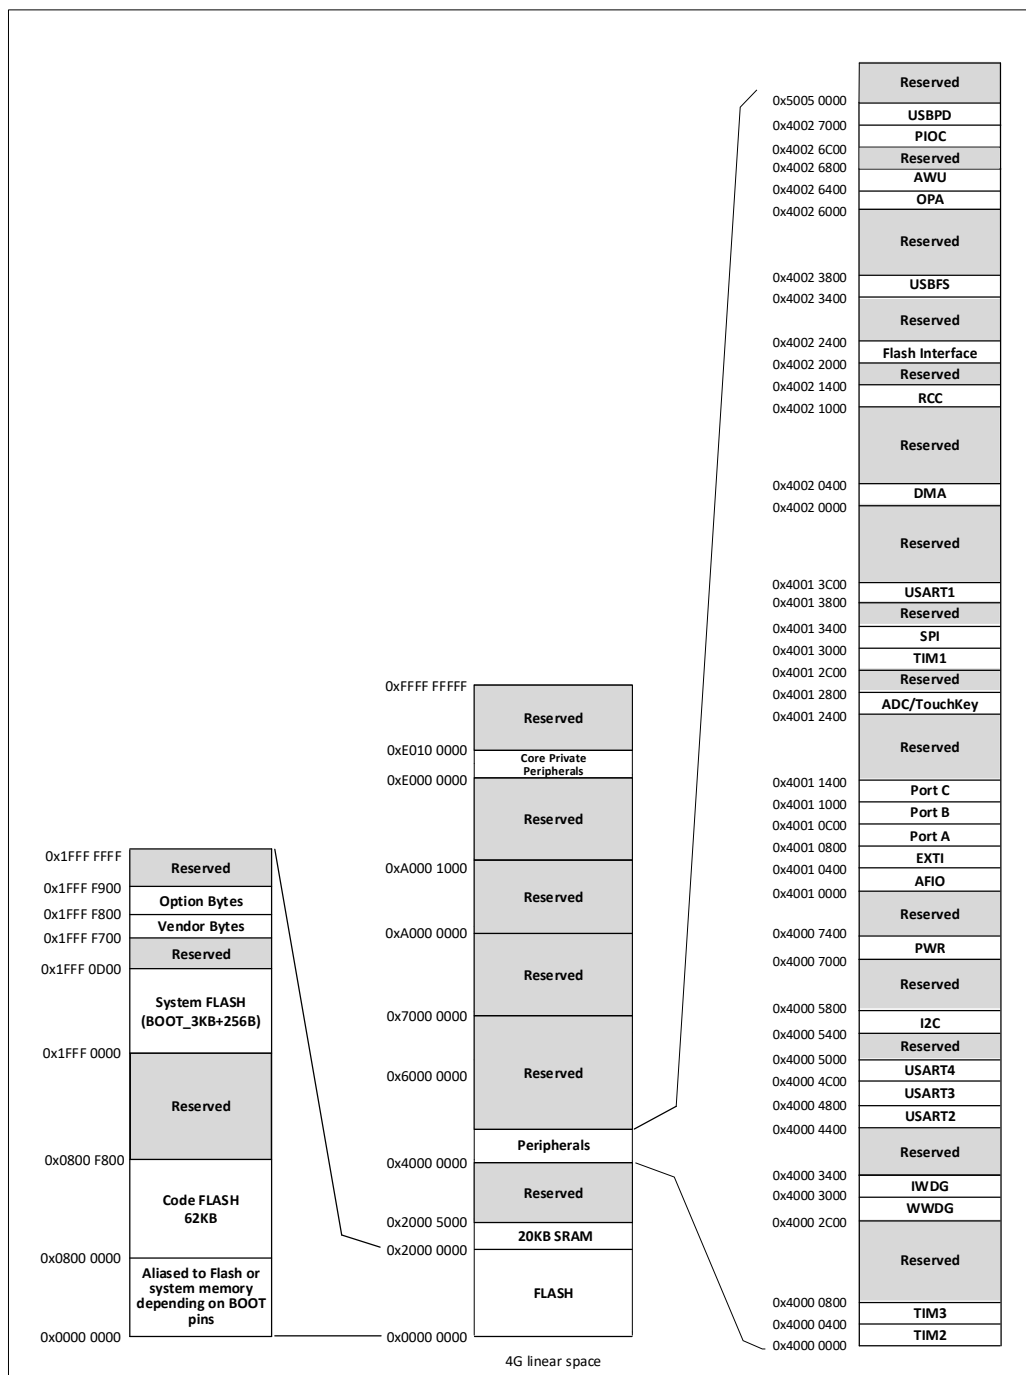 0x1FFF FFFF
Reserved
0x1FFF F900
Option Bytes
0x1FFF F800
Vendor Bytes
0x1FFF F700
Reserved
0x1FFF 0D00
System FLASH
(BOOT_3KB+256B)
0x1FFF 0000
Reserved
0x0800 F800
Code FLASH
62KB
0x0800 0000
Aliased to Flash or
system memory
depending on BOOT
pins
0x0000 0000
0xFFFF FFFFF
Reserved
0xE010 0000
Core Private
Peripherals
0xE000 0000
Reserved
0xA000 1000
Reserved
0xA000 0000
Reserved
0x7000 0000
Reserved
0x6000 0000
Peripherals
0x4000 0000
Reserved
0x2000 5000
20KB SRAM
0x2000 0000
FLASH
0x0000 0000
4G linear space
Reserved
0x5005 0000
USBPD
0x4002 7000
PIOC
0x4002 6C00
Reserved
0x4002 6800
AWU
0x4002 6400
OPA
0x4002 6000
Reserved
0x4002 3800
USBFS
0x4002 3400
Reserved
0x4002 2400
Flash Interface
0x4002 2000
Reserved
0x4002 1400
RCC
0x4002 1000
Reserved
0x4002 0400
DMA
0x4002 0000
Reserved
0x4001 3C00
USART1
0x4001 3800
Reserved
0x4001 3400
SPI
0x4001 3000
TIM1
0x4001 2C00
Reserved
0x4001 2800
ADC/TouchKey
0x4001 2400
Reserved
0x4001 1400
Port C
0x4001 1000
Port B
0x4001 0C00
Port A
0x4001 0800
EXTI
0x4001 0400
AFIO
0x4001 0000
Reserved
0x4000 7400
PWR
0x4000 7000
Reserved
0x4000 5800
I2C
0x4000 5400
Reserved
0x4000 5000
USART4
0x4000 4C00
USART3
0x4000 4800
USART2
0x4000 4400
Reserved
0x4000 3400
IWDG
0x4000 3000
WWDG
0x4000 2C00
Reserved
0x4000 0800
TIM3
0x4000 0400
TIM2
0x4000 0000